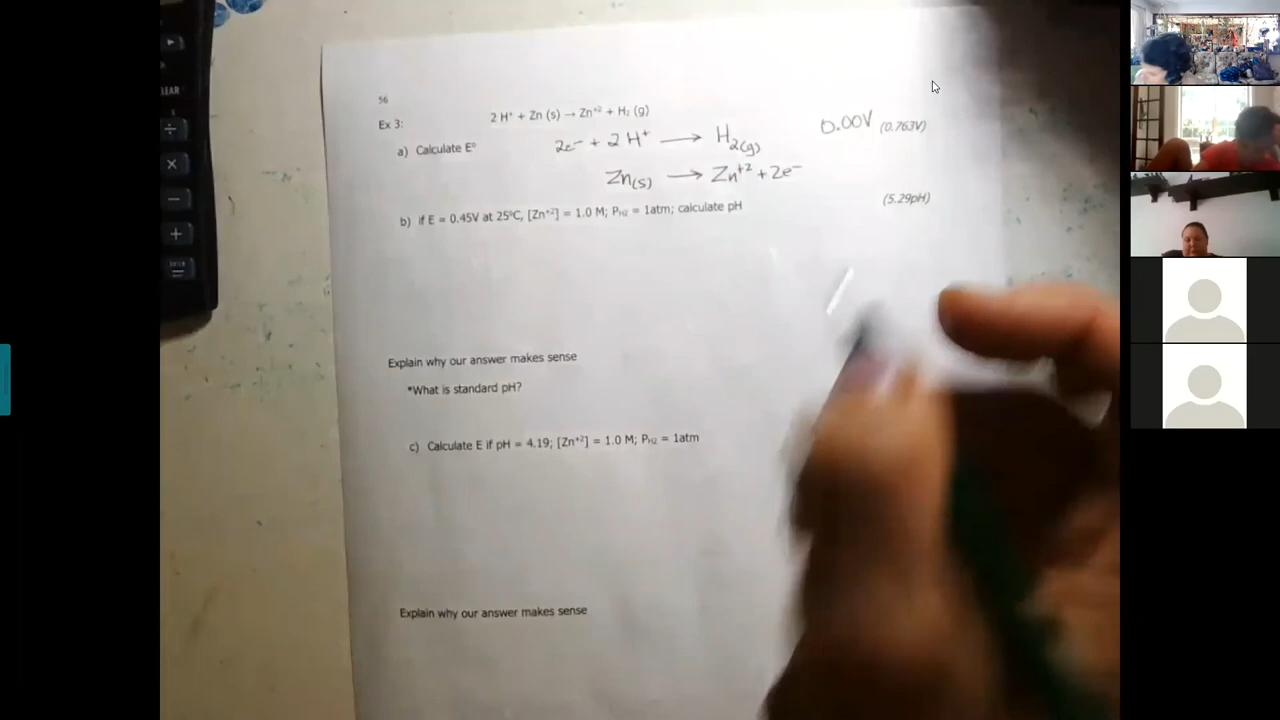 56
Ex 3:
2 H⁺ + Zn (s) → Zn⁺² + H₂ (g)
a) Calculate E°
2e⁻ + 2 H⁺ ⟶ H₂(g)
0.00V (0.763V)
Zn(s) ⟶ Zn⁺² + 2e⁻
b) if E = 0.45V at 25°C, [Zn⁺²] = 1.0 M; P_H2 = 1atm; calculate pH
(5.29pH)
Explain why our answer makes sense
*What is standard pH?
c) Calculate E if pH = 4.19; [Zn⁺²] = 1.0 M; P_H2 = 1atm
Explain why our answer makes sense